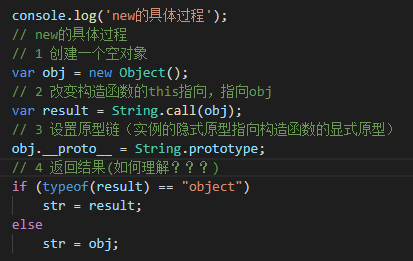 console.log('new的具体过程');
// new的具体过程
// 1 创建一个空对象
var obj = new Object();
// 2 改变构造函数的this指向，指向obj
var result = String.call(obj);
// 3 设置原型链（实例的隐式原型指向构造函数的显式原型）
obj.__proto__ = String.prototype;
// 4 返回结果(如何理解？？？)
if (typeof(result) == "object")
    str = result;
else
    str = obj;